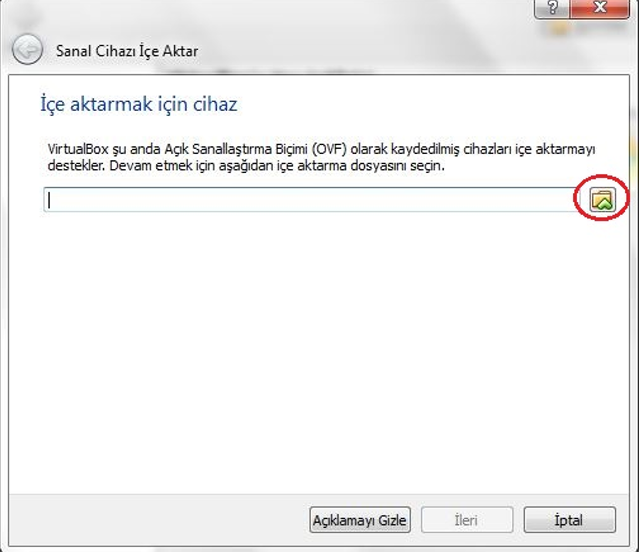 ?
Sanal Cihazı İçe Aktar
İçe aktarmak için cihaz
VirtualBox şu anda Açık Sanallaştırma Biçimi (OVF) olarak kaydedilmiş cihazları içe aktarmayı
destekler. Devam etmek için aşağıdan içe aktarma dosyasını seçin.
Açıklamayı Gizle
İleri
İptal